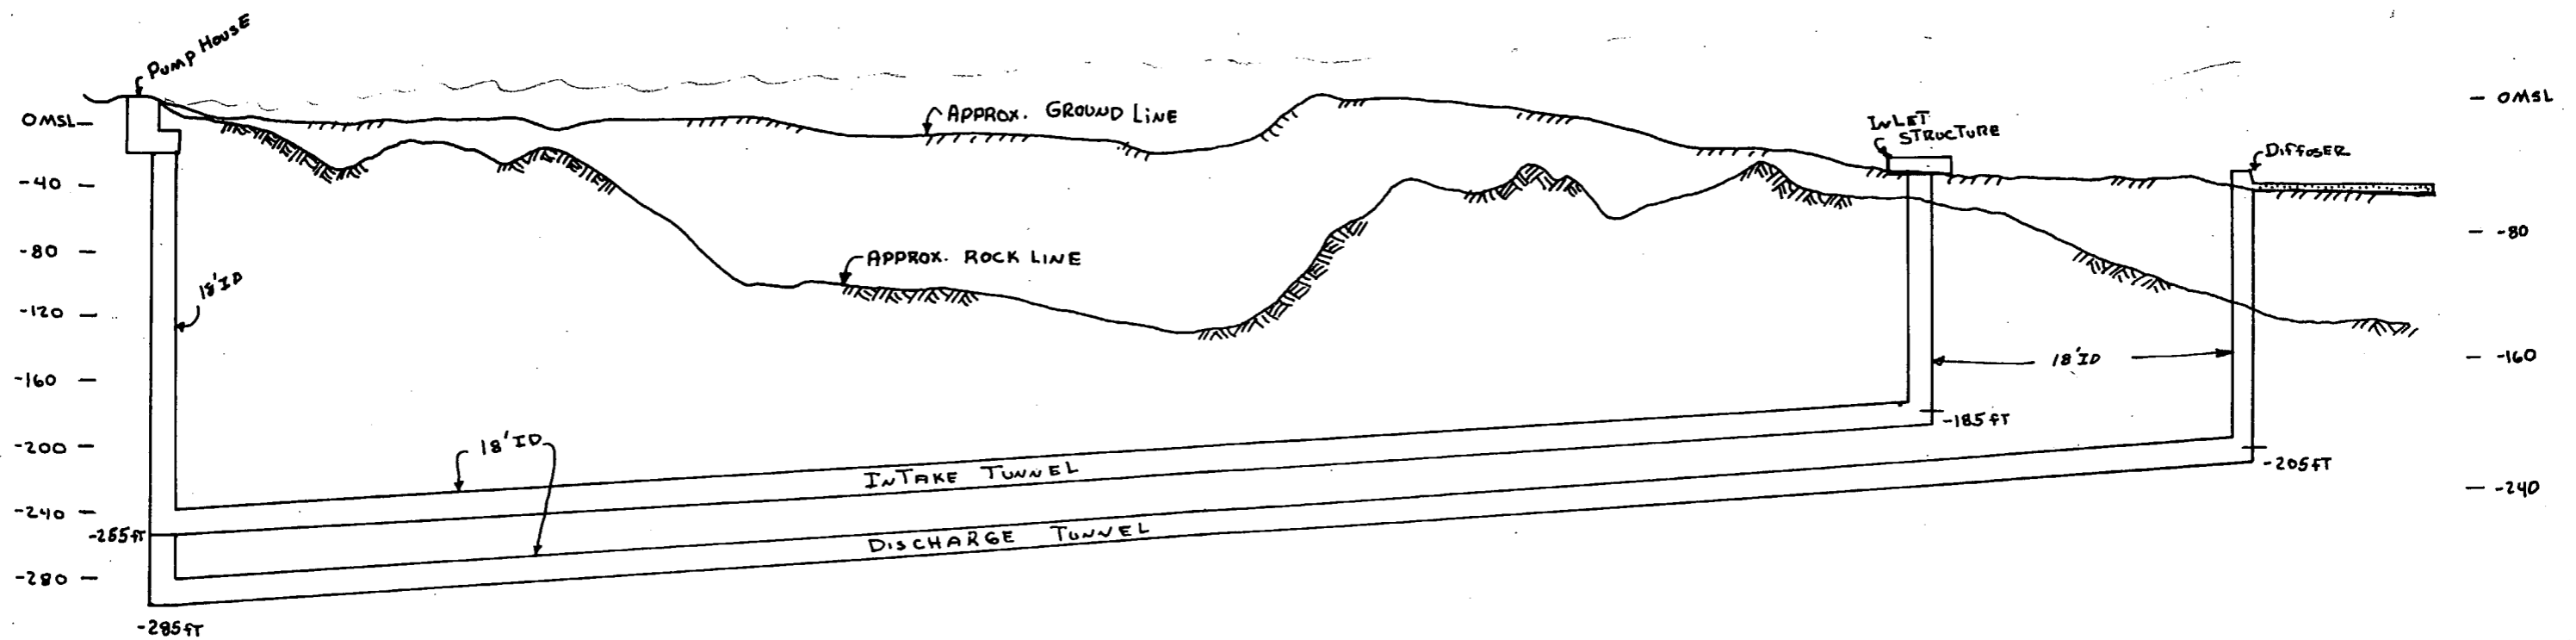 PUMP HOUSE
OMSL
-40
-80
-120
-160
-200
-240
-255fT
-280
-285fT
18'ID
APPROX. GROUND LINE
APPROX. ROCK LINE
18'ID
INTAKE TUNNEL
DISCHARGE TUNNEL
INLET
STRUCTURE
DiffuSER
18'ID
-185fT
-205fT
OMSL
-80
-160
-240